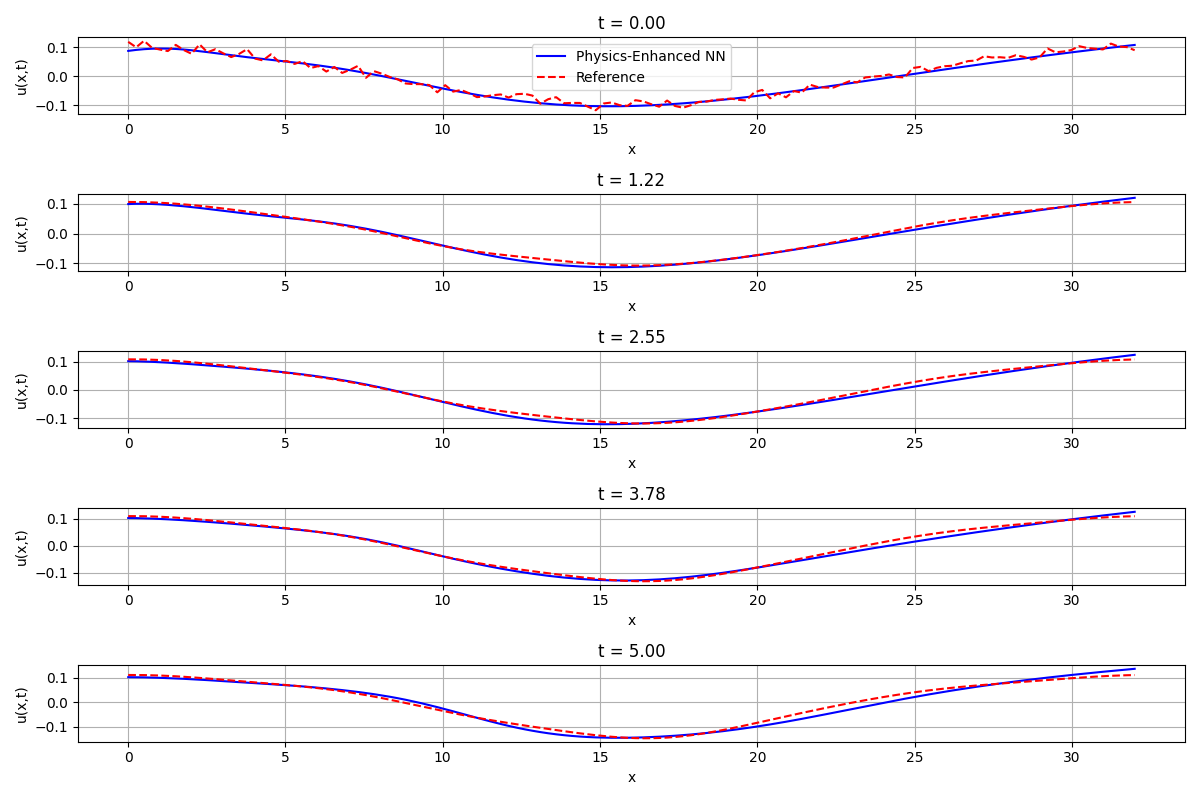 t = 0.00
u(x,t)
0.1
0.0
−0.1
Physics-Enhanced NN
Reference
0 5 10 15 20 25 30
x
t = 1.22
u(x,t)
0.1
0.0
−0.1
0 5 10 15 20 25 30
x
t = 2.55
u(x,t)
0.1
0.0
−0.1
0 5 10 15 20 25 30
x
t = 3.78
u(x,t)
0.1
0.0
−0.1
0 5 10 15 20 25 30
x
t = 5.00
u(x,t)
0.1
0.0
−0.1
0 5 10 15 20 25 30
x